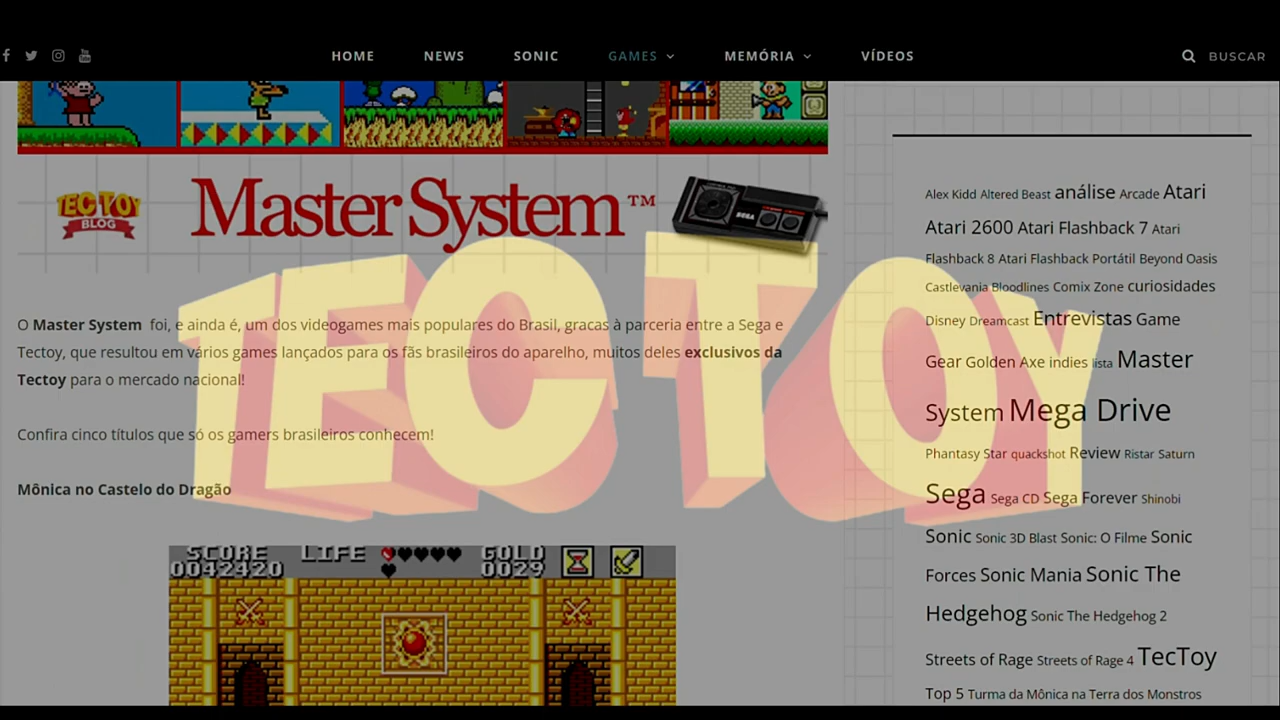 HOME NEWS SONIC GAMES MEMÓRIA VÍDEOS BUSCAR
TEC TOY
BLOG
Master System™
SEGA
TEC TOY
O Master System foi, e ainda é, um dos videogames mais populares do Brasil, gracas à parceria entre a Sega e
Tectoy, que resultou em vários games lançados para os fãs brasileiros do aparelho, muitos deles exclusivos da
Tectoy para o mercado nacional!
Confira cinco títulos que só os gamers brasileiros conhecem!
Mônica no Castelo do Dragão
SCORE LIFE GOLD
0042420 0029
Alex Kidd Altered Beast análise Arcade Atari
Atari 2600 Atari Flashback 7 Atari
Flashback 8 Atari Flashback Portátil Beyond Oasis
Castlevania Bloodlines Comix Zone curiosidades
Disney Dreamcast Entrevistas Game
Gear Golden Axe indies lista Master
System Mega Drive
Phantasy Star quackshot Review Ristar Saturn
Sega Sega CD Sega Forever Shinobi
Sonic Sonic 3D Blast Sonic: O Filme Sonic
Forces Sonic Mania Sonic The
Hedgehog Sonic The Hedgehog 2
Streets of Rage Streets of Rage 4 TecToy
Top 5 Turma da Mônica na Terra dos Monstros